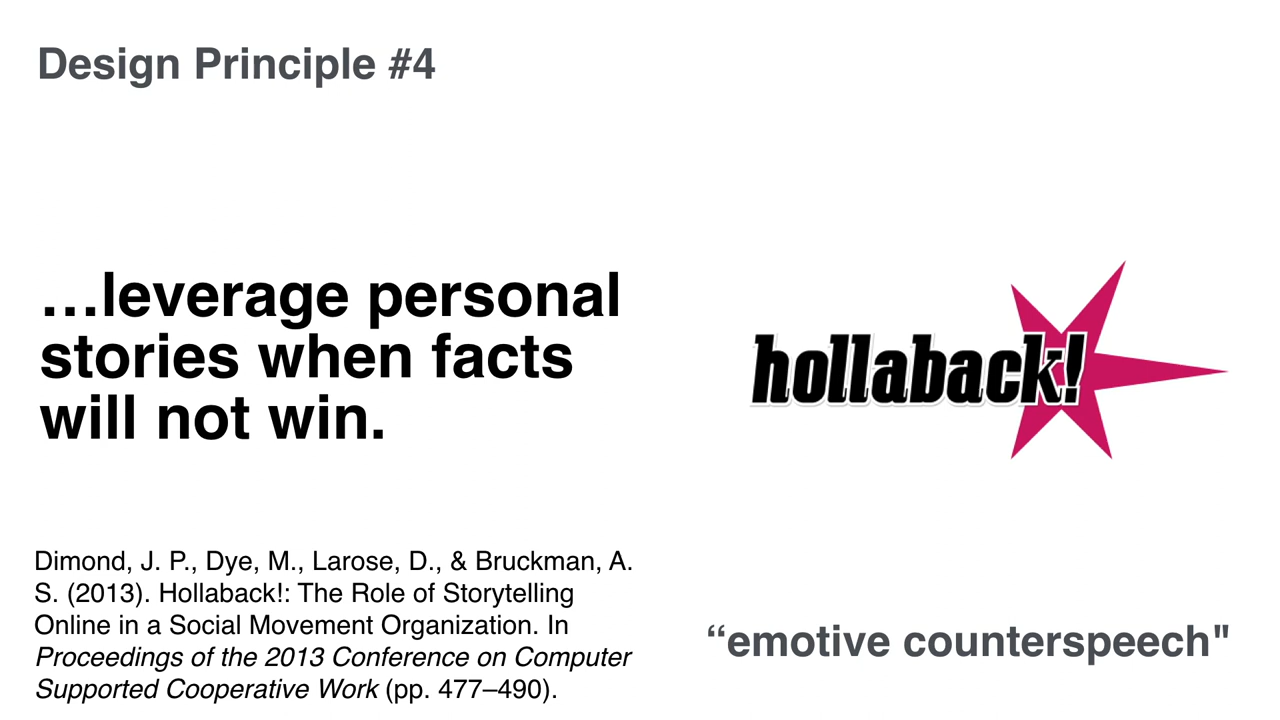 Design Principle #4
…leverage personal
stories when facts
will not win.
hollaback!
Dimond, J. P., Dye, M., Larose, D., & Bruckman, A.
S. (2013). Hollaback!: The Role of Storytelling
Online in a Social Movement Organization. In
Proceedings of the 2013 Conference on Computer
Supported Cooperative Work (pp. 477–490).
“emotive counterspeech"